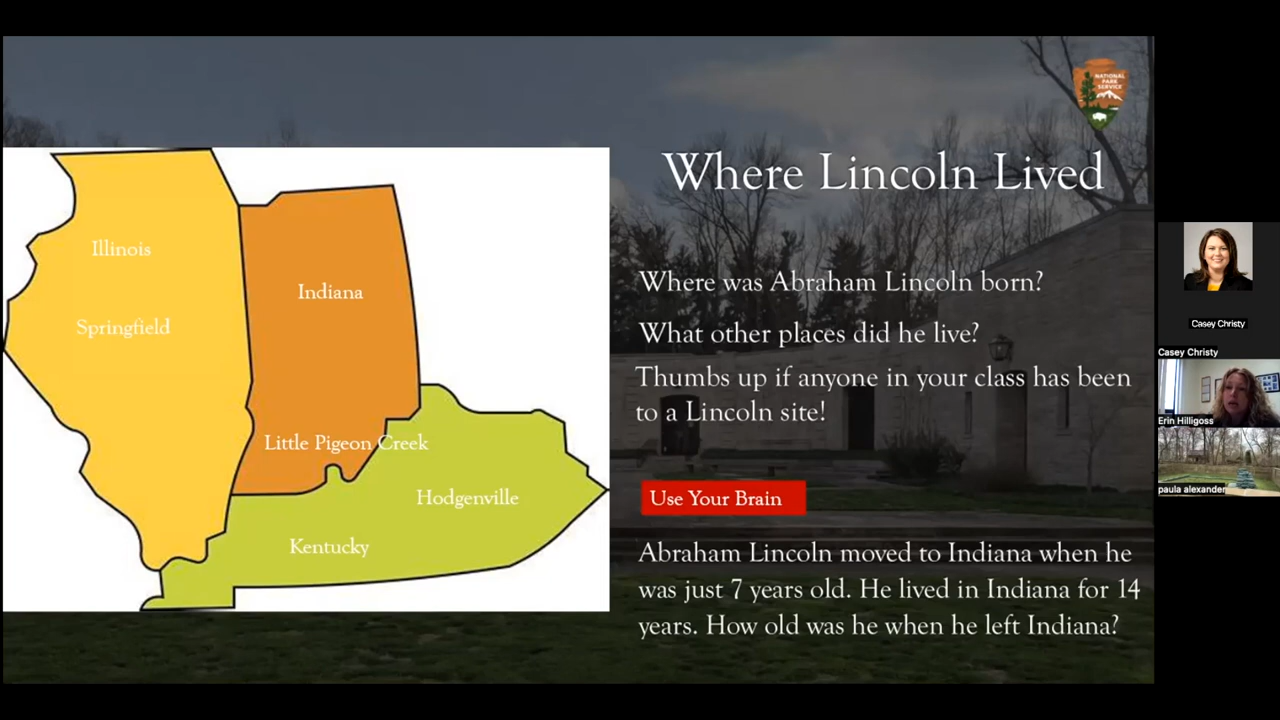 NATIONAL
PARK
SERVICE
Where Lincoln Lived
Illinois
Springfield
Indiana
Little Pigeon Creek
Hodgenville
Kentucky
Where was Abraham Lincoln born?
What other places did he live?
Thumbs up if anyone in your class has been
to a Lincoln site!
Use Your Brain
Abraham Lincoln moved to Indiana when he
was just 7 years old. He lived in Indiana for 14
years. How old was he when he left Indiana?
Casey Christy
Casey Christy
Erin Hilligoss
paula alexander